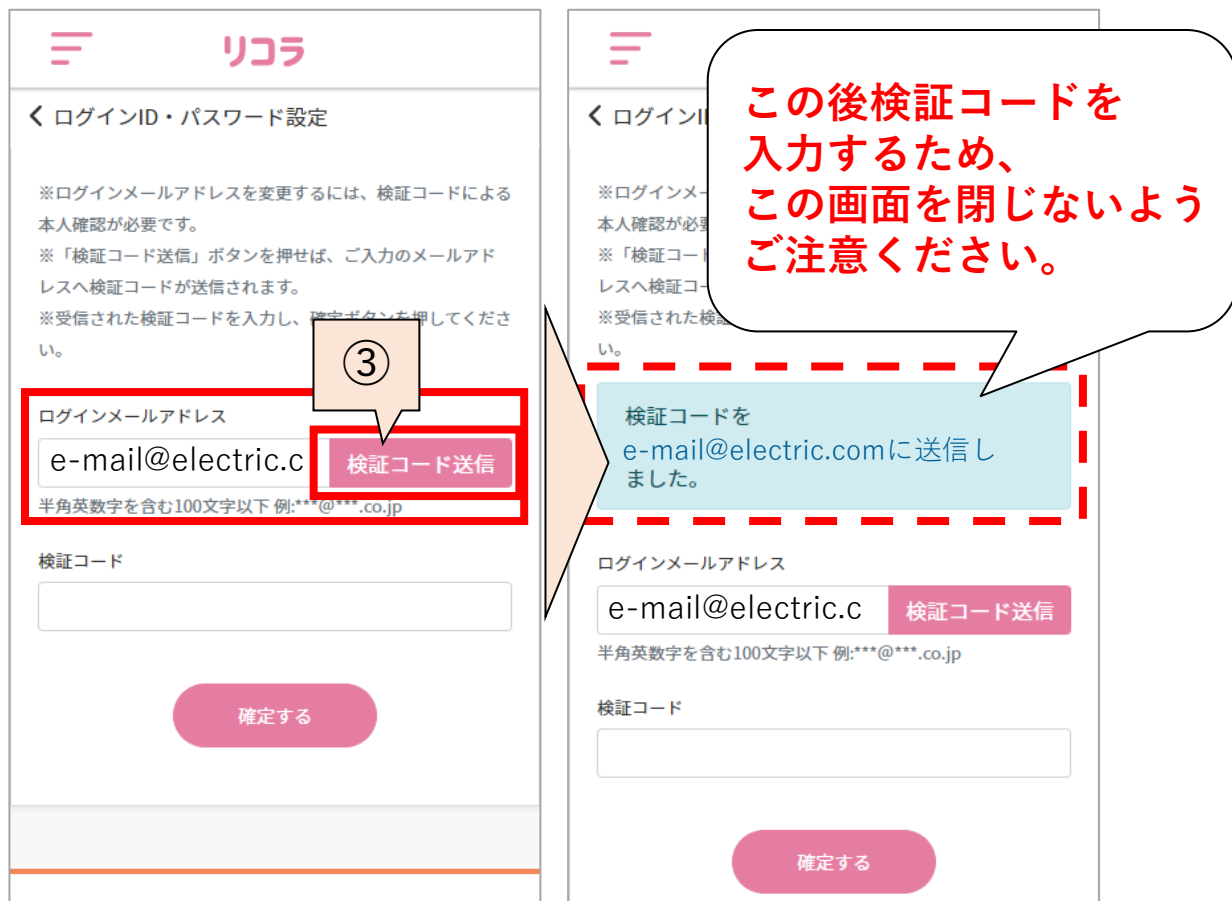 リコラ
ログインID・パスワード設定
※ログインメールアドレスを変更するには、検証コードによる
本人確認が必要です。
※「検証コード送信」ボタンを押せば、ご入力のメールアド
レスへ検証コードが送信されます。
※受信された検証コードを入力し、確定ボタンを押してくださ
い。
③
ログインメールアドレス
e-mail@electric.c
検証コード送信
半角英数字を含む100文字以下 例:***@***.co.jp
検証コード
確定する
この後検証コードを
入力するため、
この画面を閉じないよう
ご注意ください。
ログインI
※ログインメー
本人確認が必要
※「検証コード
レスへ検証コー
※受信された検証
い。
検証コードを
e-mail@electric.comに送信し
ました。
ログインメールアドレス
e-mail@electric.c
検証コード送信
半角英数字を含む100文字以下 例:***@***.co.jp
検証コード
確定する